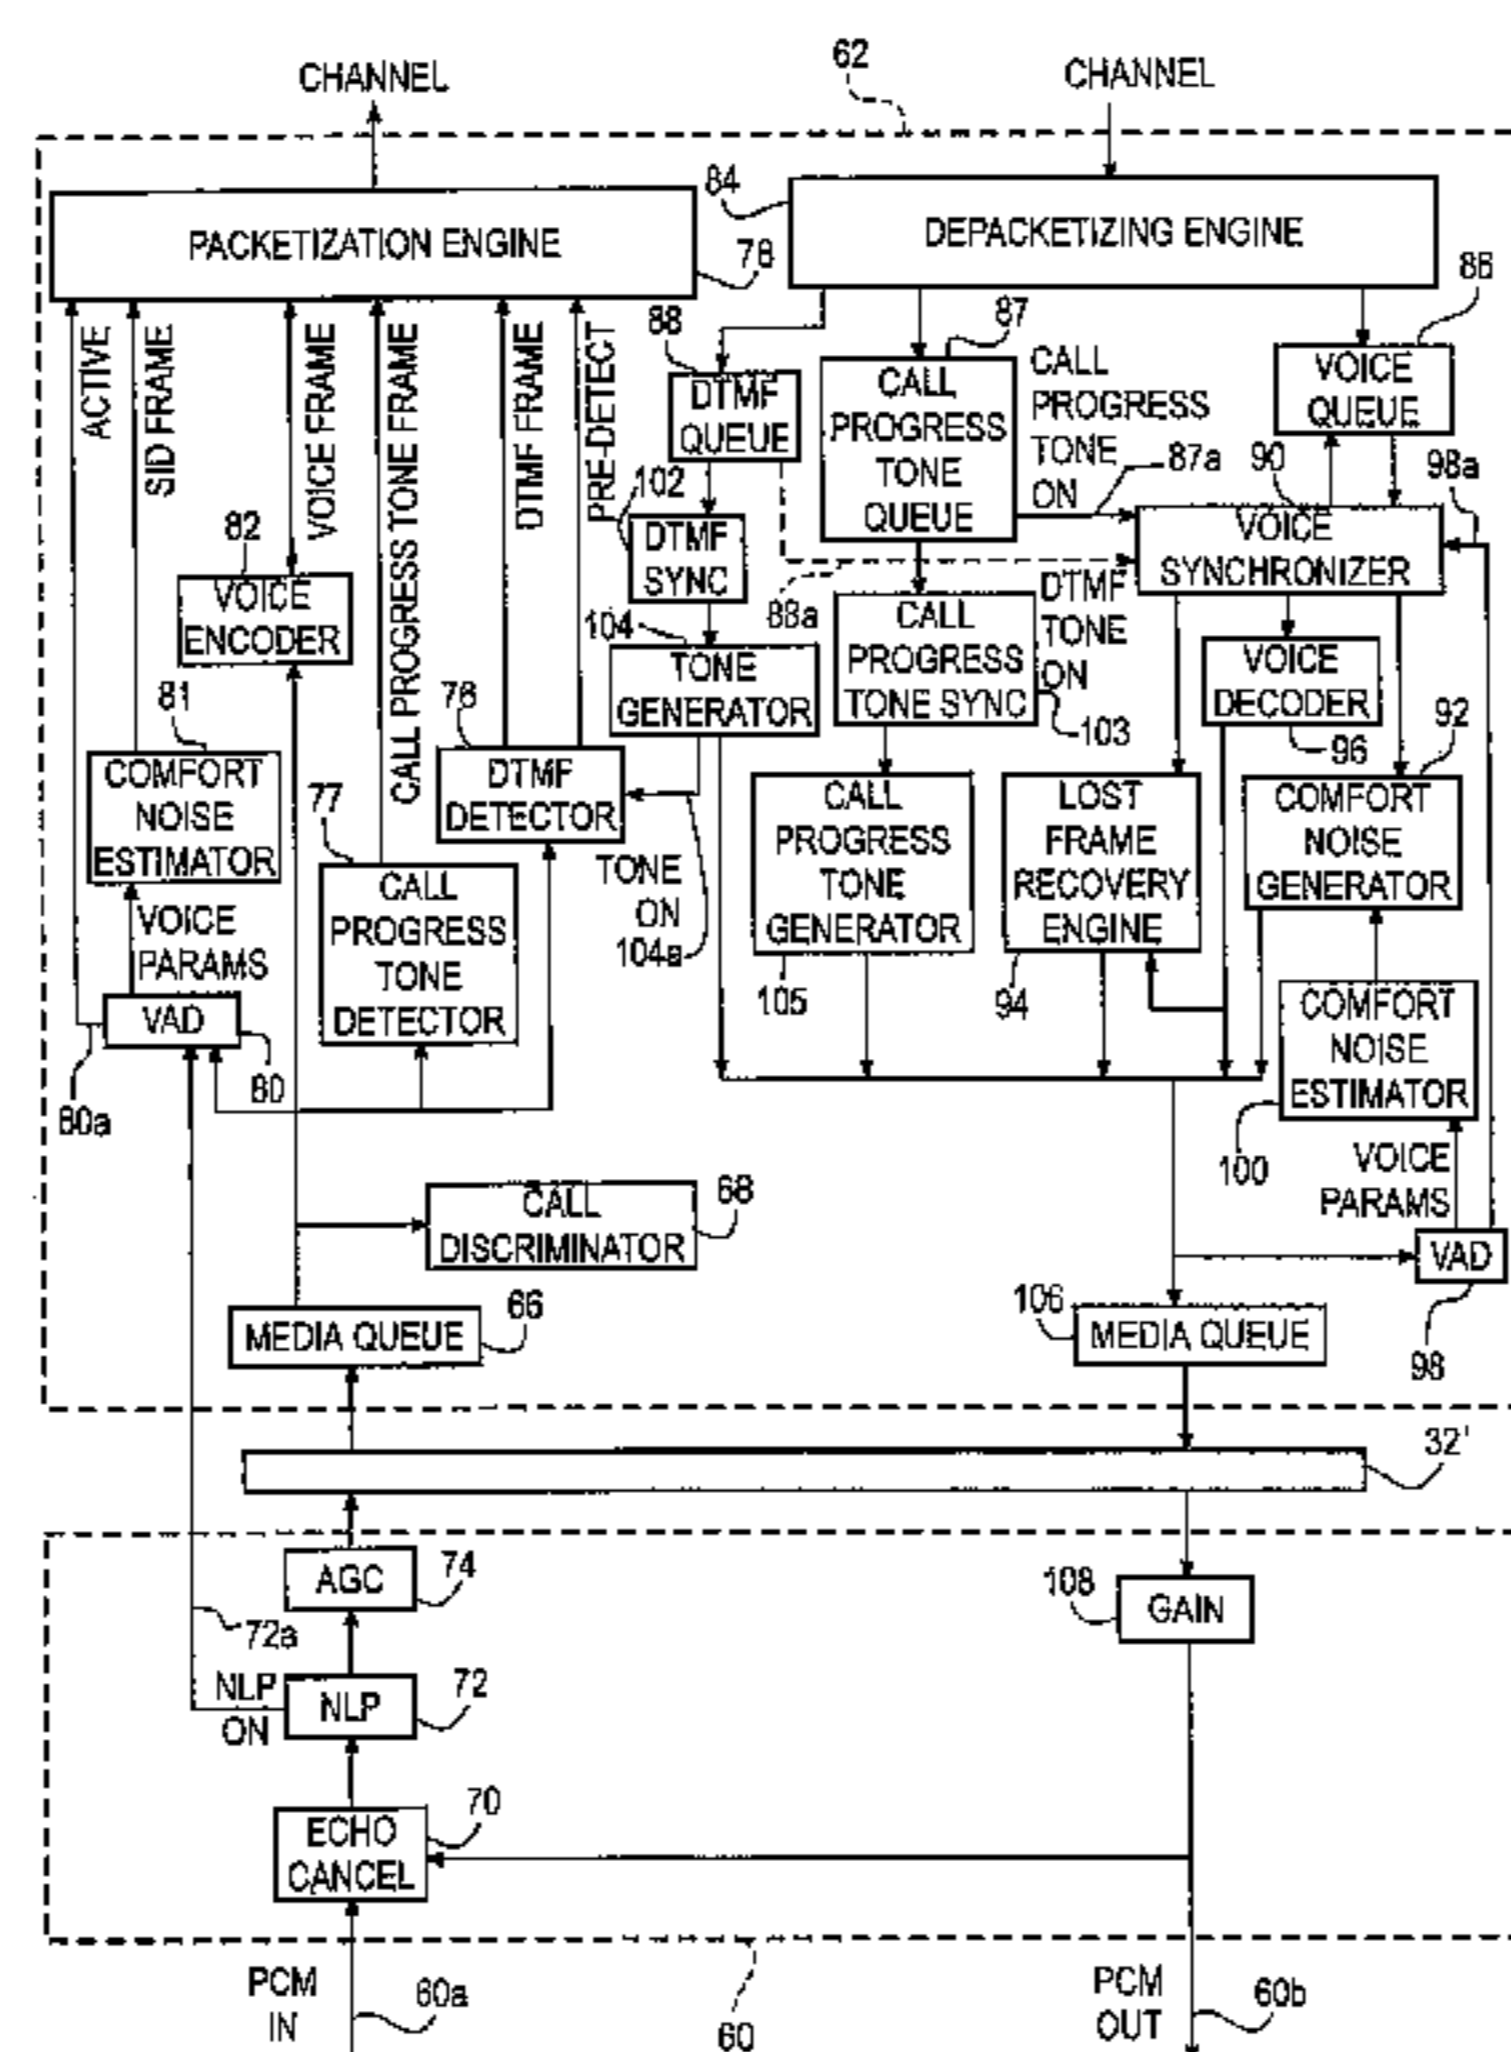 62
CHANNEL
CHANNEL
84
PACKETIZATION ENGINE
DEPACKETIZING ENGINE
78
86
ACTIVE
SID FRAME
VOICE FRAME
CALL PROGRESS TONE FRAME
DTMF FRAME
PRE-DETECT
88
87
DTMF
QUEUE
CALL
PROGRESS
TONE
QUEUE
CALL
PROGRESS
TONE
ON
87a
VOICE
QUEUE
90
98a
102
DTMF
SYNC
VOICE
SYNCHRONIZER
82
VOICE
ENCODER
88a
DTMF
TONE
ON
104
TONE
GENERATOR
CALL
PROGRESS
TONE SYNC
103
VOICE
DECODER
96
92
81
COMFORT
NOISE
ESTIMATOR
76
DTMF
DETECTOR
77
CALL
PROGRESS
TONE
DETECTOR
TONE
ON
104a
CALL
PROGRESS
TONE
GENERATOR
105
LOST
FRAME
RECOVERY
ENGINE
94
COMFORT
NOISE
GENERATOR
VOICE
PARAMS
VAD
80
80a
COMFORT
NOISE
ESTIMATOR
100
VOICE
PARAMS
CALL
DISCRIMINATOR
68
VAD
98
MEDIA QUEUE
66
106
MEDIA QUEUE
32'
AGC
74
108
GAIN
72a
NLP
ON
NLP
72
ECHO
CANCEL
70
PCM
IN
60a
60
PCM
OUT
60b